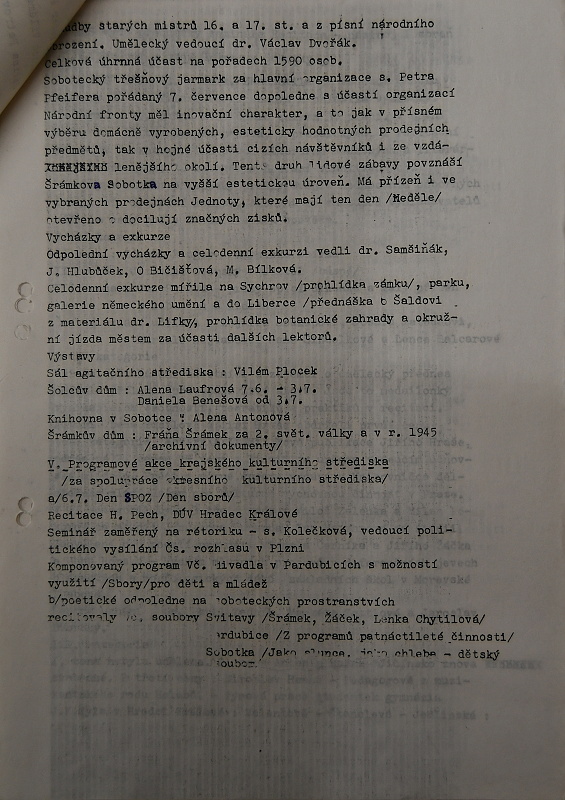 starých mistrů 16. a 17. st. a z písní národního
Umělecký vedoucí dr. Václav Dvořák.
Celková úhrnná účast na pořadech 1590 osob.
Sobotecký třešňový jarmark za hlavní organizace s. Petra
Pfeifera pořádaný 7. července dopoledne s účastí organizací
Národní fronty měl inovační charakter, a to jak v přísném
výběru domácně vyrobených, esteticky hodnotných prodejních
předmětů, tak v hojné účasti cizích návštěvníků i ze vzdá-
lenějšího okolí. Tento druh lidové zábavy povznáší
Šrámkova Sobotka na vyšší estetickou úroveň. Má přízeň i ve
vybraných prodejnách Jednoty, které mají ten den /Neděle/
otevřeno a docilují značných zisků.
Vycházky a exkurze
Odpolední vycházky a celodenní exkurzi vedli dr. Samšiňák,
J. Hlubůček, O Bičišťová, M. Bílková.
Celodenní exkurze mířila na Sychrov /prohlídka zámku/, parku,
galerie německého umění a do Liberce /přednáška o Šaldovi
z materiálu dr. Lifky/, prohlídka botanické zahrady a okruž-
ní jízda městem za účasti dalších lektorů.
Výstavy
Sál agitačního střediska : Vilém Plocek
Šolcův dům : Alena Laufrová 7.6. - 3.7.
Daniela Benešová od 3.7.
Knihovna v Sobotce " Alena Antonová
Šrámkův dům : Fráňa Šrámek za 2. svět. války a v r. 1945
/archivní dokumenty/
V. Programové akce krajského kulturního střediska
/za spolupráce okresního kulturního střediska/
a/6.7. Den SPOZ /Den sborů/
Recitace H. Pech, DÚV Hradec Králové
Seminář zaměřený na rétoriku - s. Kolečková, vedoucí poli-
tického vysílání Čs. rozhlasu v Plzni
Komponovaný program Vč. divadla v Pardubicích s možností
využití /Sbory/pro děti a mládež
b/poetické odpoledne na soboteckých prostranstvích
recitovaly soubory Svitavy /Šrámek, Žáček, Lenka Chytilová/
Pardubice /Z programů patnáctileté činnosti/
Sobotka /Jako slunce, jako chleba - dětský
soubor